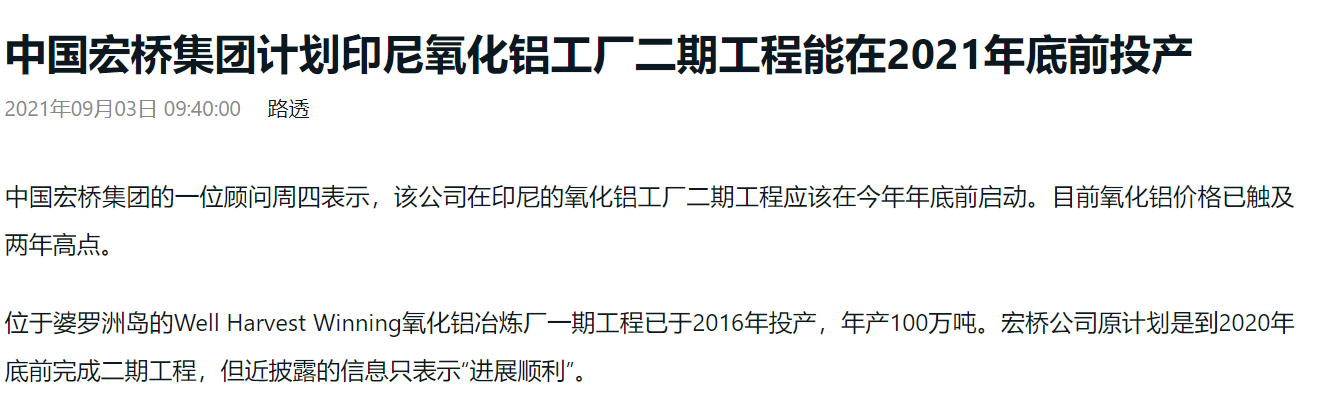 中国宏桥集团计划印尼氧化铝工厂二期工程能在2021年底前投产
2021年09月03日 09:40:00 路透
中国宏桥集团的一位顾问周四表示，该公司在印尼的氧化铝工厂二期工程应该在今年年底前启动。目前氧化铝价格已触及
两年高点。
位于婆罗洲岛的Well Harvest Winning氧化铝冶炼厂一期工程已于2016年投产，年产100万吨。宏桥公司原计划是到2020年
底前完成二期工程，但近披露的信息只表示“进展顺利”。